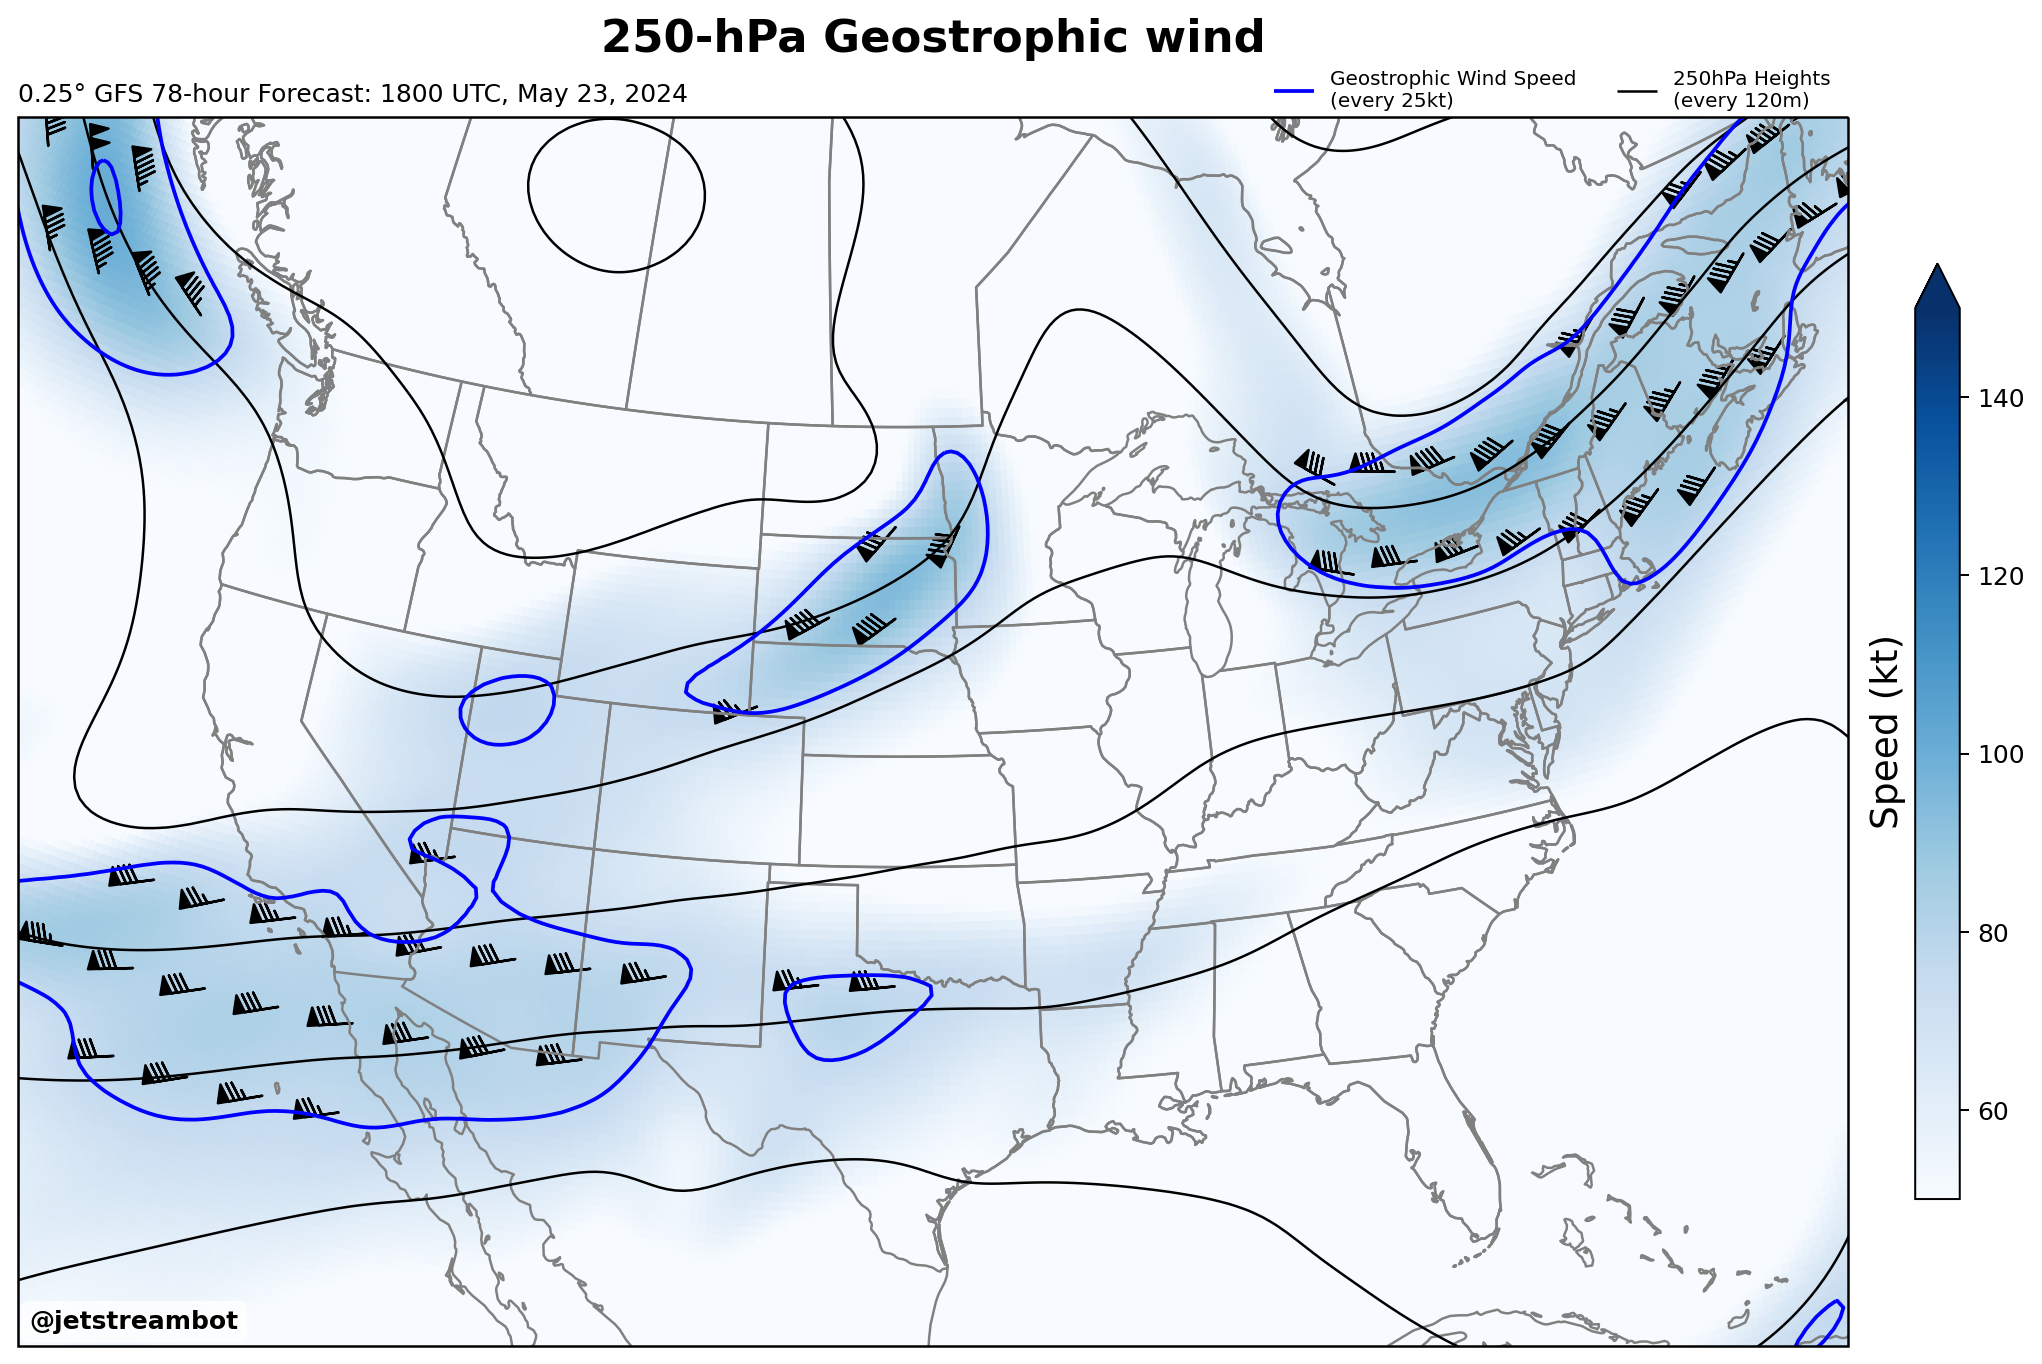 250-hPa Geostrophic wind
0.25° GFS 78-hour Forecast: 1800 UTC, May 23, 2024
Geostrophic Wind Speed
(every 25kt)
250hPa Heights
(every 120m)
140
120
100
80
60
Speed (kt)
@jetstreambot